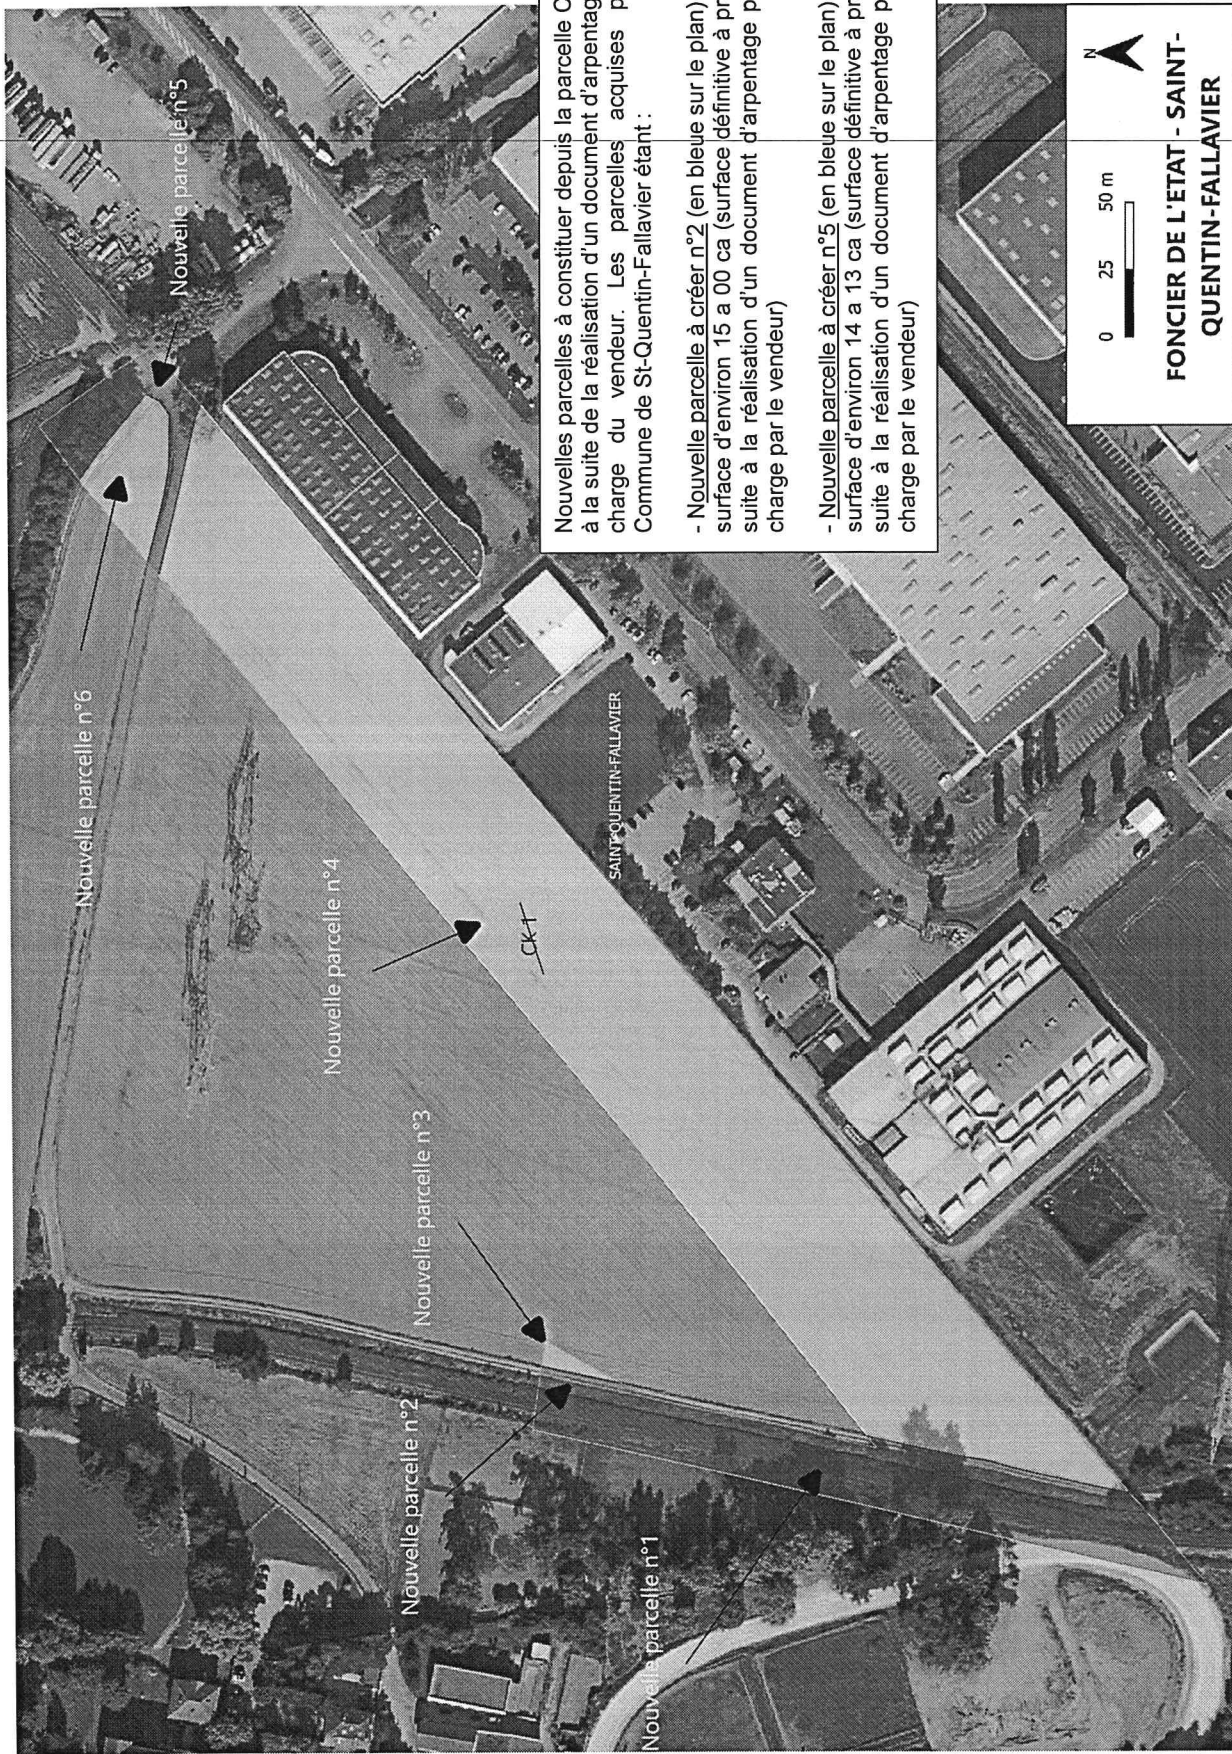 Nouvelle parcelle n°1
Nouvelle parcelle n°2
Nouvelle parcelle n°3
Nouvelle parcelle n°4
Nouvelle parcelle n°6
Nouvelle parcelle n°5
CK 1
SAINT-QUENTIN-FALLAVIER
Nouvelles parcelles à constituer depuis la parcelle
à la suite de la réalisation d'un document d'arpentag
charge du vendeur. Les parcelles acquises p
Commune de St-Quentin-Fallavier étant :
- Nouvelle parcelle à créer n°2 (en bleue sur le plan)
surface d'environ 15 a 00 ca (surface définitive à pr
suite à la réalisation d'un document d'arpentage p
charge par le vendeur)
- Nouvelle parcelle à créer n°5 (en bleue sur le plan)
surface d'environ 14 a 13 ca (surface définitive à pr
suite à la réalisation d'un document d'arpentage p
charge par le vendeur)
N
0 25 50 m
FONCIER DE L'ETAT - SAINT-
QUENTIN-FALLAVIER